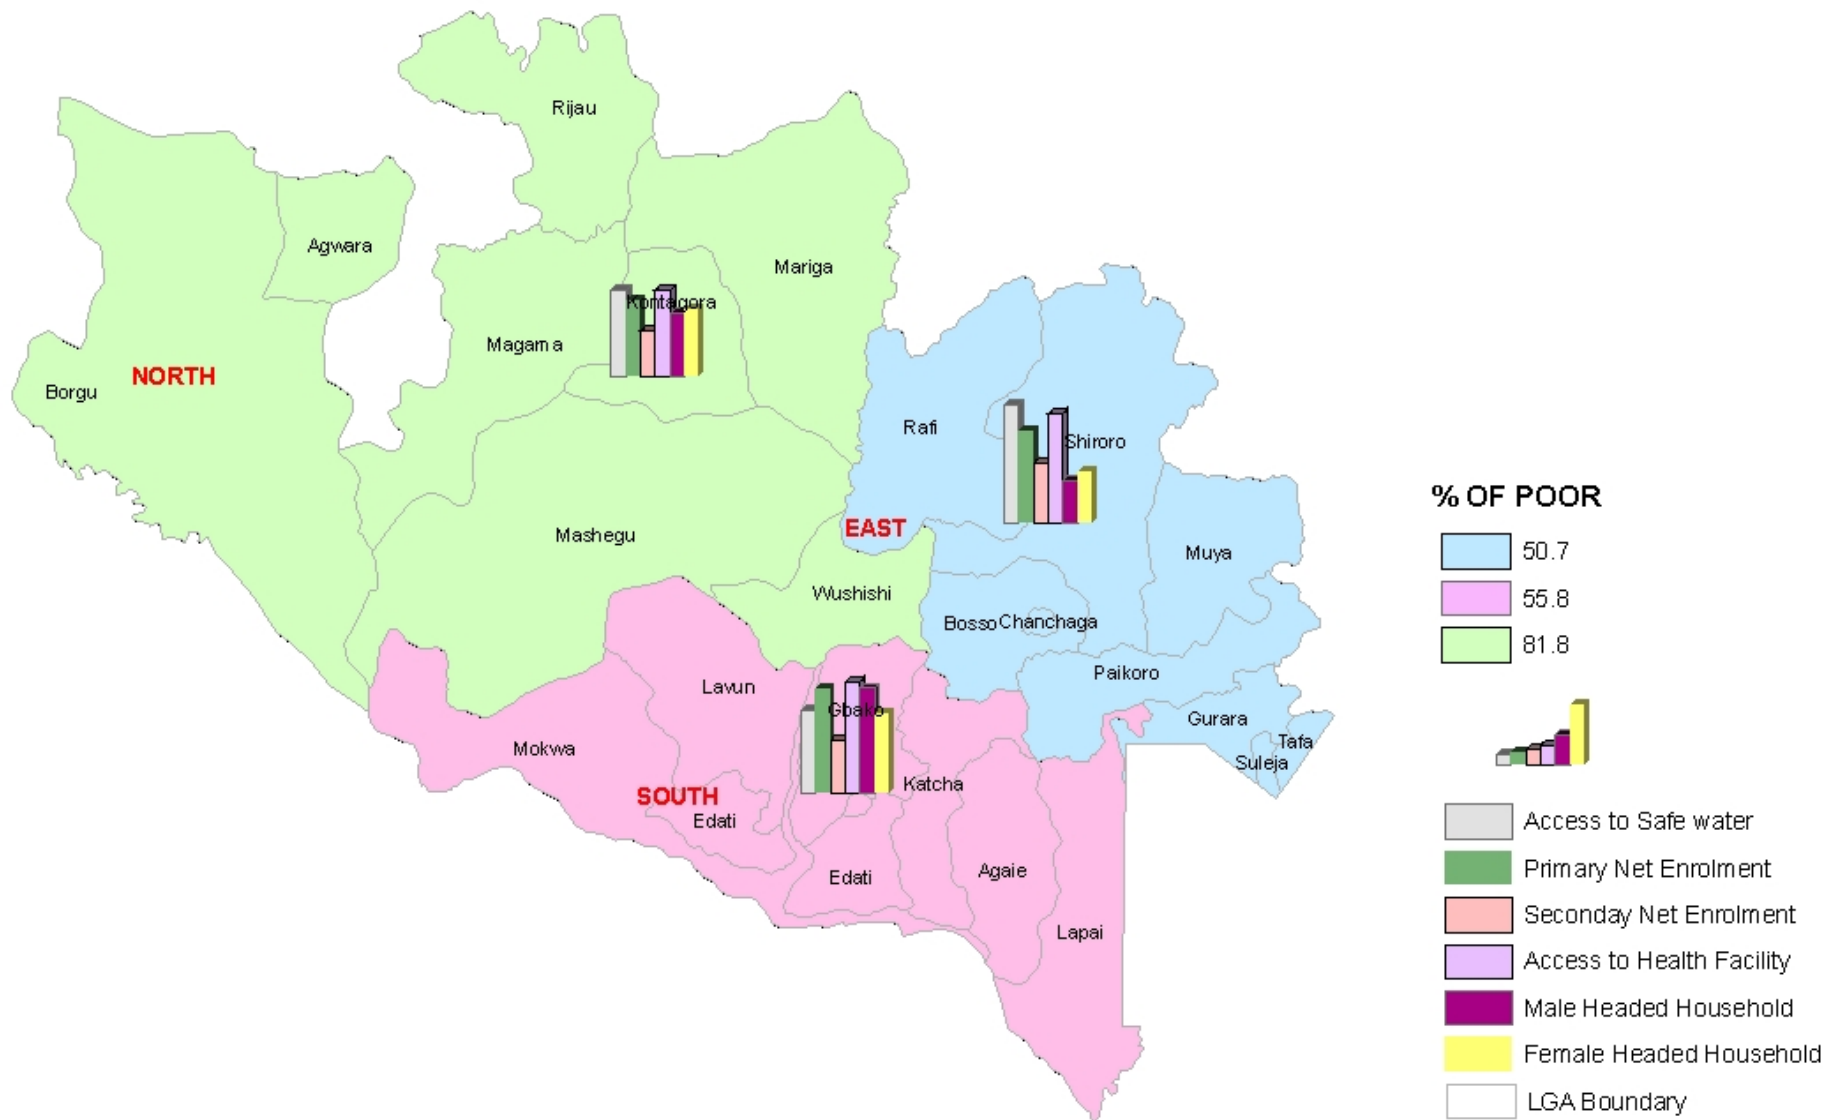 Rijau
Agwara
Mariga
Kontagora
Magama
NORTH
Borgu
Rafi
Shiroro
Mashegu
EAST
Muya
Wushishi
Bosso
Chanchaga
Paikoro
Lavun
Gbako
Gurara
Mokwa
Tafa
Suleja
Katcha
SOUTH
Edati
Agaie
Edati
Lapai
% OF POOR
50.7
55.8
81.8
Access to Safe water
Primary Net Enrolment
Seconday Net Enrolment
Access to Health Facility
Male Headed Household
Female Headed Household
LGA Boundary